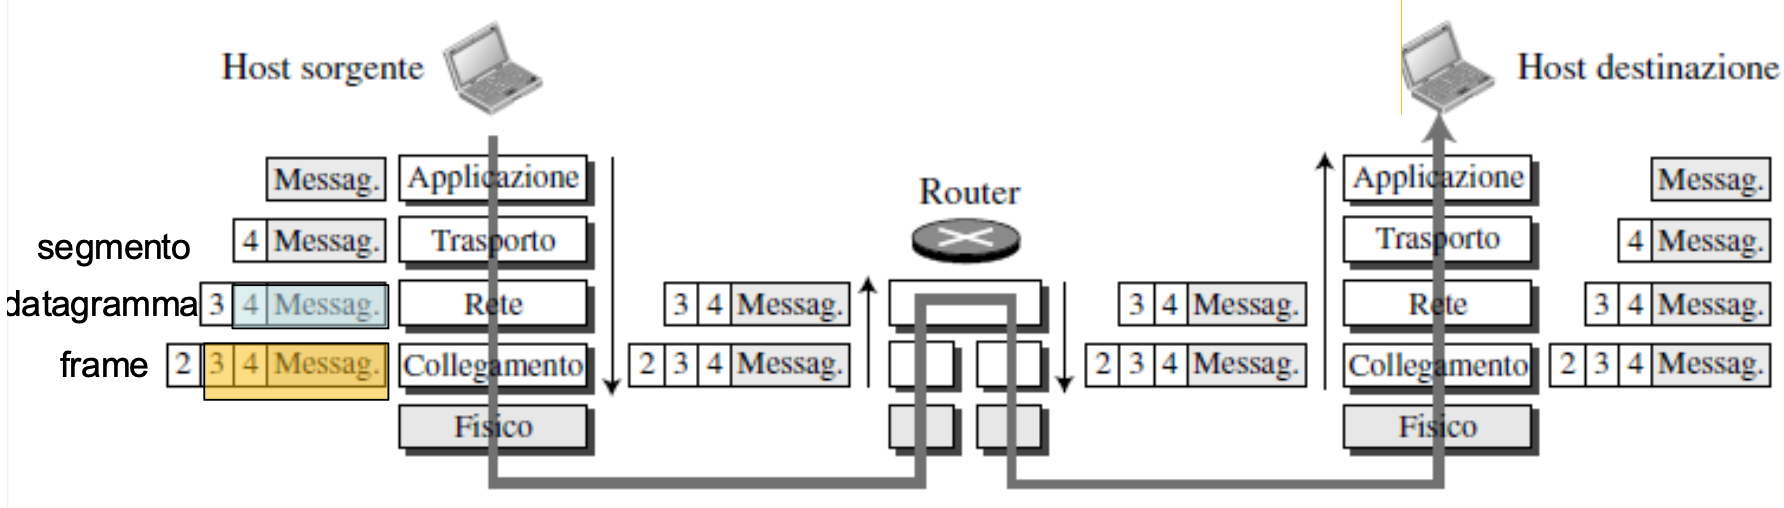 Host sorgente
Host destinazione
Messag. Applicazione
Router
Applicazione Messag.
segmento 4 Messag. Trasporto
Trasporto 4 Messag.
datagramma 3 4 Messag. Rete
3 4 Messag.
3 4 Messag.
Rete 3 4 Messag.
frame 2 3 4 Messag. Collegamento
2 3 4 Messag.
2 3 4 Messag.
Collegamento 2 3 4 Messag.
Fisico
Fisico